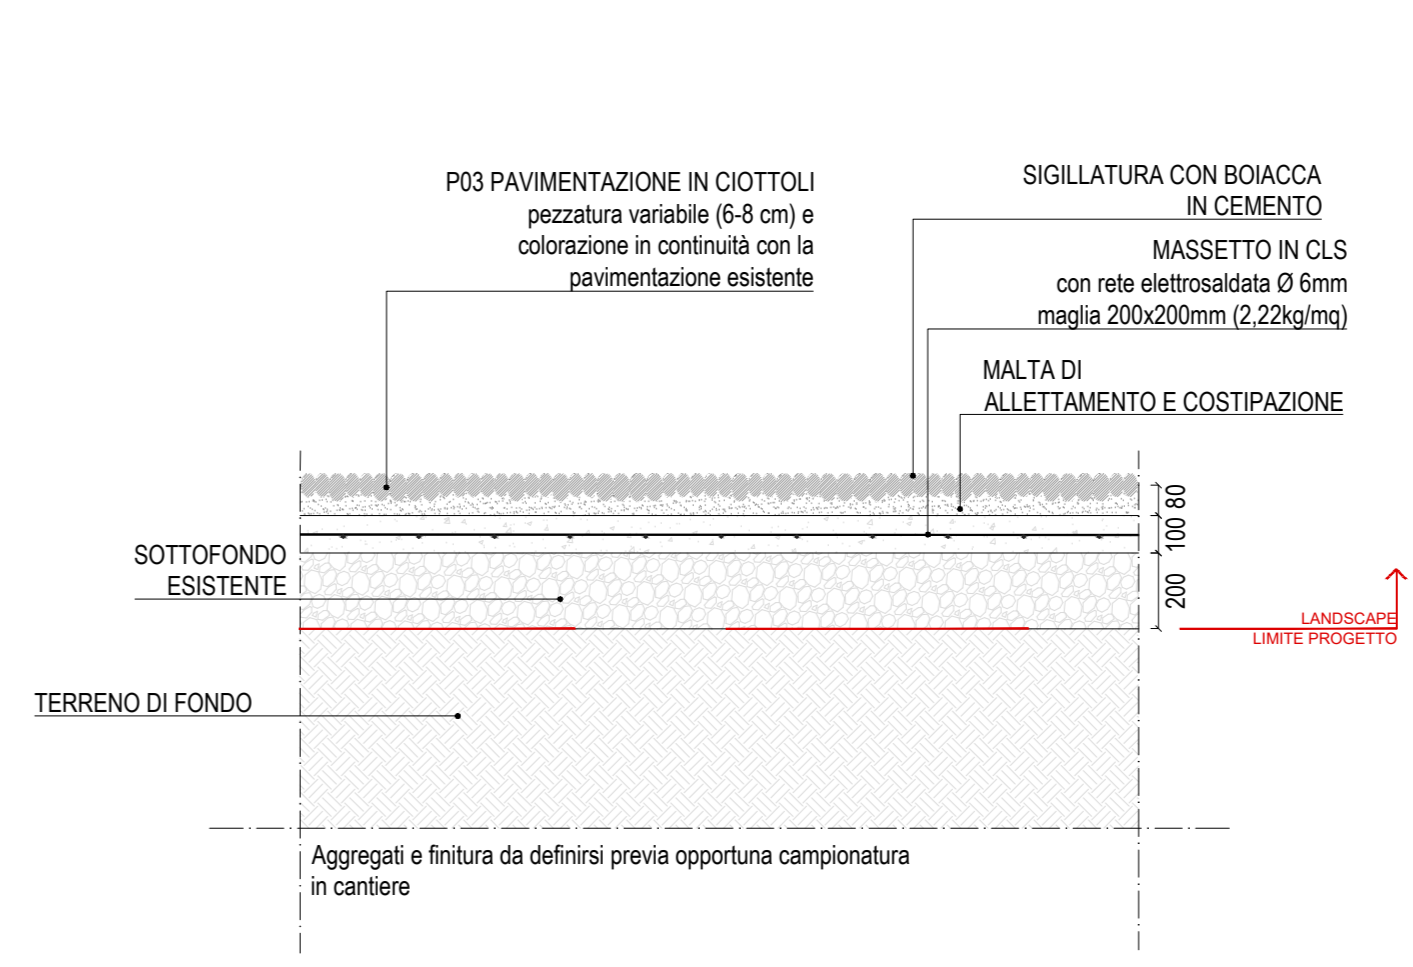 P03 PAVIMENTAZIONE IN CIOTTOLI
pezzatura variabile (6-8 cm) e
colorazione in continuità con la
pavimentazione esistente
SIGILLATURA CON BOIACCA
IN CEMENTO
MASSETTO IN CLS
con rete elettrosaldata Ø 6mm
maglia 200x200mm (2,22kg/mq)
MALTA DI
ALLETTAMENTO E COSTIPAZIONE
80
100
200
SOTTOFONDO
ESISTENTE
LANDSCAPE
LIMITE PROGETTO
TERRENO DI FONDO
Aggregati e finitura da definirsi previa opportuna campionatura
in cantiere